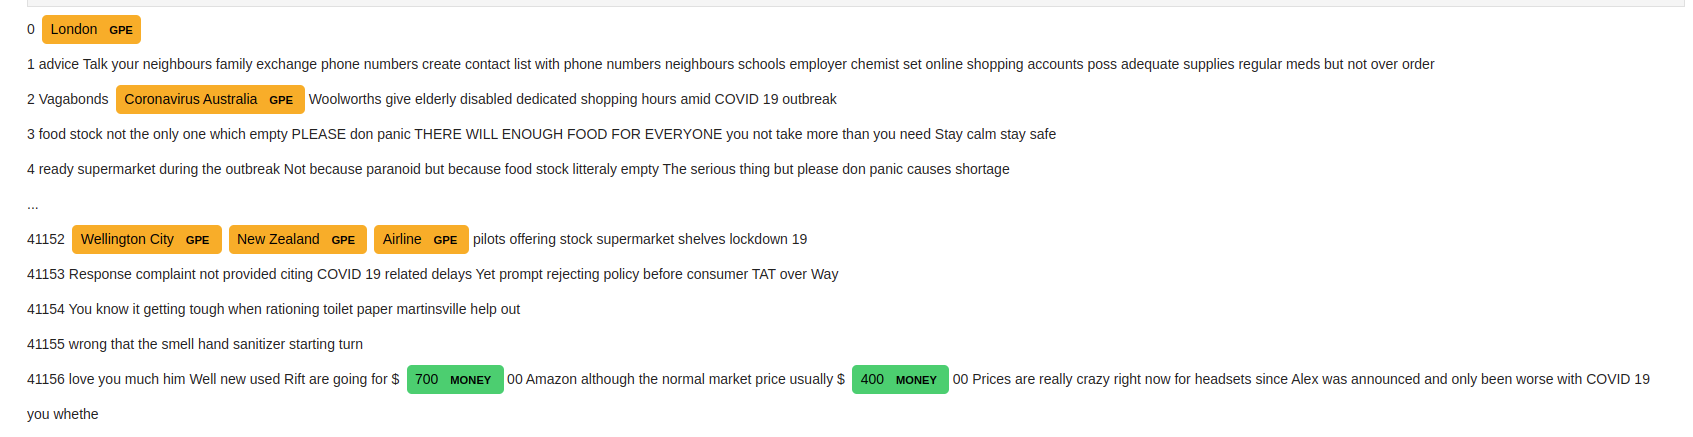 0 London GPE
1 advice Talk your neighbours family exchange phone numbers create contact list with phone numbers neighbours schools employer chemist set online shopping accounts poss adequate supplies regular meds but not over order
2 Vagabonds Coronavirus Australia GPE Woolworths give elderly disabled dedicated shopping hours amid COVID 19 outbreak
3 food stock not the only one which empty PLEASE don panic THERE WILL ENOUGH FOOD FOR EVERYONE you not take more than you need Stay calm stay safe
4 ready supermarket during the outbreak Not because paranoid but because food stock litteraly empty The serious thing but please don panic causes shortage
...
41152 Wellington City GPE New Zealand GPE Airline GPE pilots offering stock supermarket shelves lockdown 19
41153 Response complaint not provided citing COVID 19 related delays Yet prompt rejecting policy before consumer TAT over Way
41154 You know it getting tough when rationing toilet paper martinsville help out
41155 wrong that the smell hand sanitizer starting turn
41156 love you much him Well new used Rift are going for $ 700 MONEY 00 Amazon although the normal market price usually $ 400 MONEY 00 Prices are really crazy right now for headsets since Alex was announced and only been worse with COVID 19
you whethe